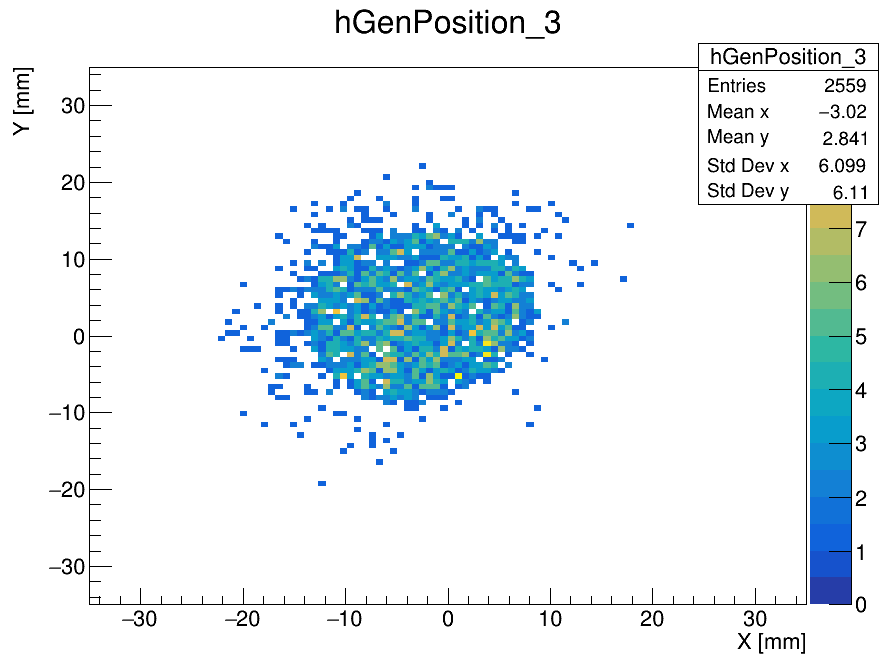 hGenPosition_3
hGenPosition_3
Entries 2559
Mean x −3.02
Mean y 2.841
Std Dev x 6.099
Std Dev y 6.11
Y [mm]
30
20
10
0
−10
−20
−30
−30 −20 −10 0 10 20 30
X [mm]
7
6
5
4
3
2
1
0